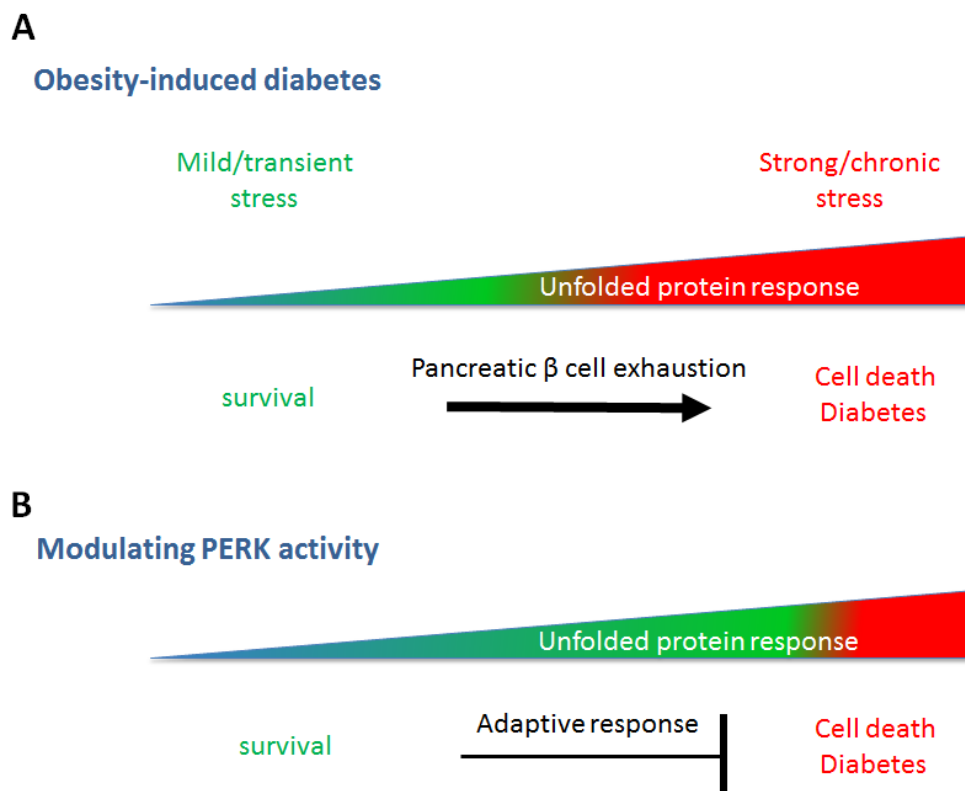 A
Obesity-induced diabetes
Mild/transient
stress
Strong/chronic
stress
Unfolded protein response
Pancreatic β cell exhaustion
survival
Cell death
Diabetes
B
Modulating PERK activity
Unfolded protein response
Adaptive response
survival
Cell death
Diabetes